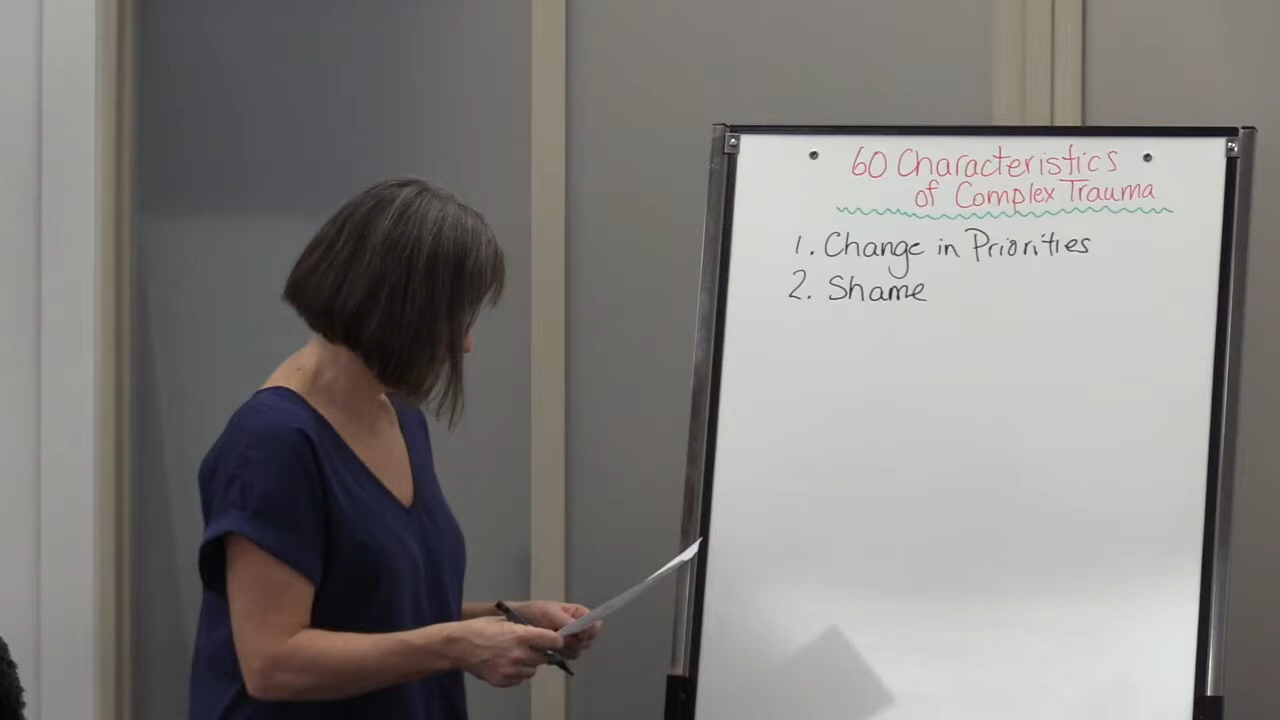 60 Characteristics
of Complex Trauma
1. Change in Priorities
2. Shame